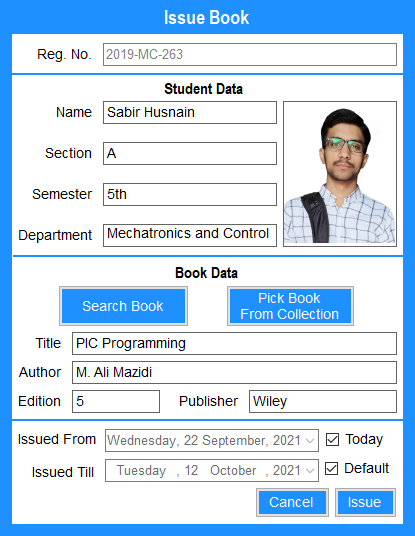 Issue Book
Reg. No. 2019-MC-263
Student Data
Name Sabir Husnain
Section A
Semester 5th
Department Mechatronics and Control
Book Data
Search Book
Pick Book
From Collection
Title PIC Programming
Author M. Ali Mazidi
Edition 5 Publisher Wiley
Issued From Wednesday, 22 September, 2021 Today
Issued Till Tuesday , 12 October , 2021 Default
Cancel Issue